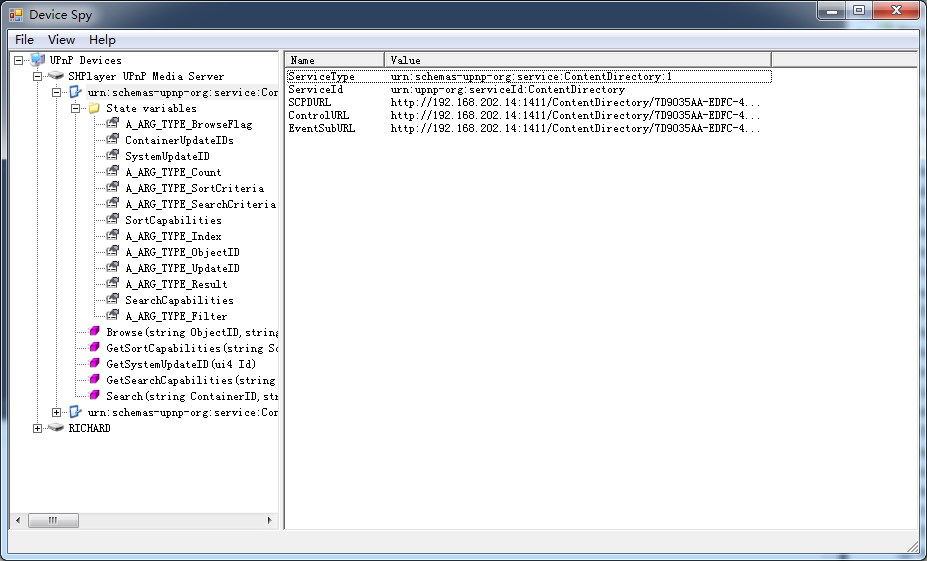 Device Spy
File View Help
UPnP Devices
SHPlayer UPnP Media Server
urn:schemas-upnp-org:service:Con
State variables
A_ARG_TYPE_BrowseFlag
ContainerUpdateIDs
SystemUpdateID
A_ARG_TYPE_Count
A_ARG_TYPE_SortCriteria
A_ARG_TYPE_SearchCriteria
SortCapabilities
A_ARG_TYPE_Index
A_ARG_TYPE_ObjectID
A_ARG_TYPE_UpdateID
A_ARG_TYPE_Result
SearchCapabilities
A_ARG_TYPE_Filter
Browse(string ObjectID, string
GetSortCapabilities(string So
GetSystemUpdateID(ui4 Id)
GetSearchCapabilities(string
Search(string ContainerID, str
urn:schemas-upnp-org:service:Con
RICHARD
Name Value
ServiceType urn:schemas-upnp-org:service:ContentDirectory:1
ServiceId urn:upnp-org:serviceId:ContentDirectory
SCPDURL http://192.168.202.14:1411/ContentDirectory/7D9035AA-EDFC-4...
ControlURL http://192.168.202.14:1411/ContentDirectory/7D9035AA-EDFC-4...
EventSubURL http://192.168.202.14:1411/ContentDirectory/7D9035AA-EDFC-4...